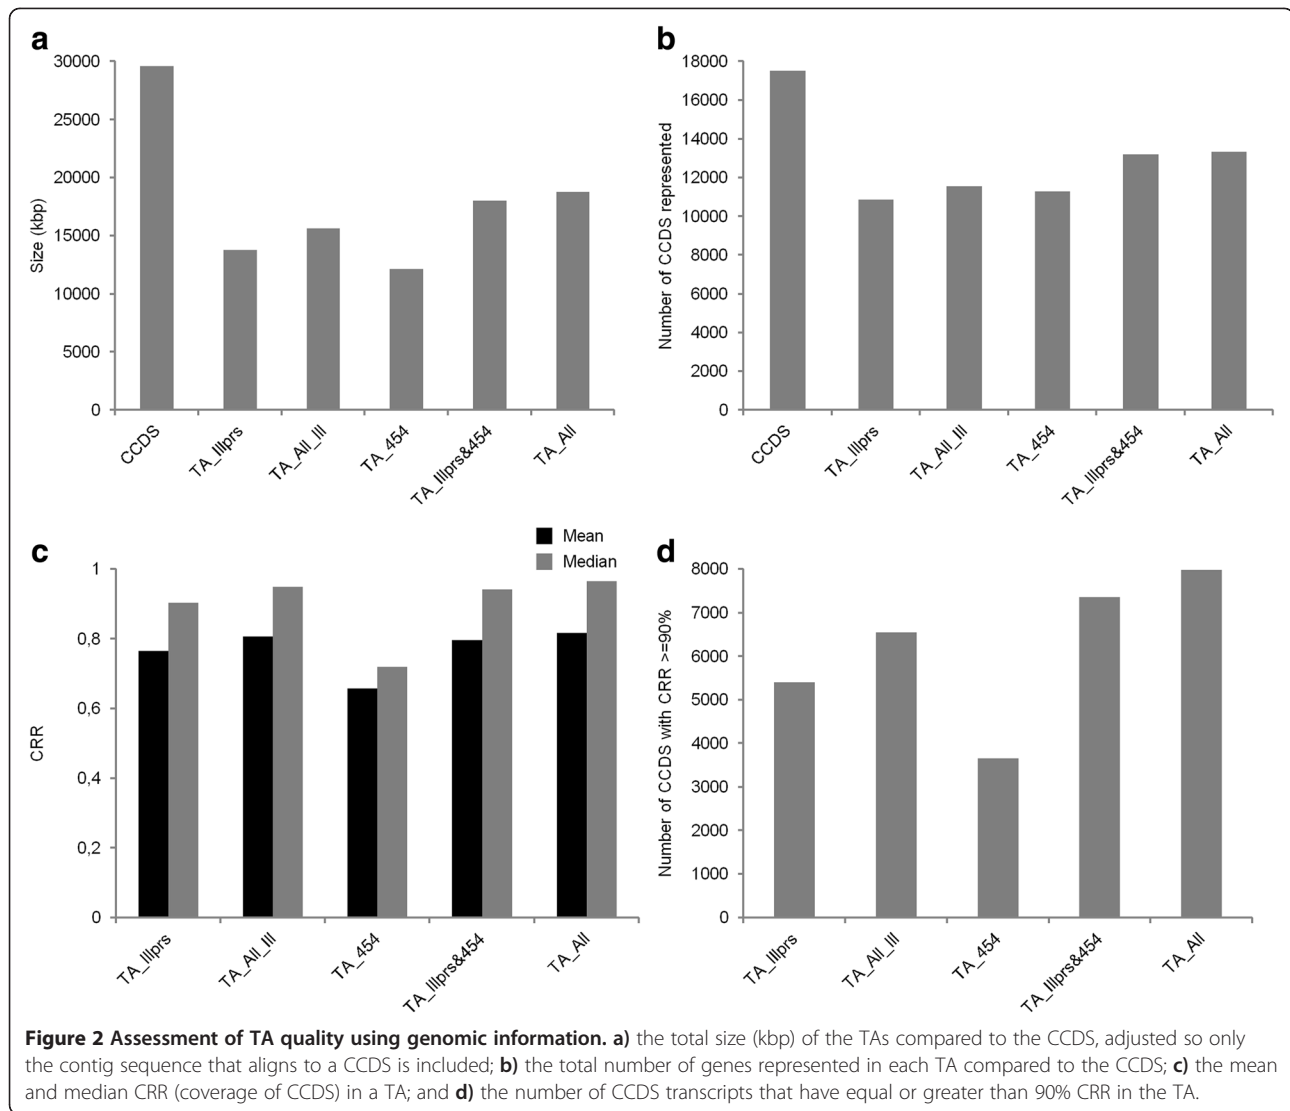 a
30000
25000
20000
15000
10000
5000
0
Size (kbp)
CCDS
TA_Illprs
TA_All_Ill
TA_454
TA_Illprs&454
TA_All
b
18000
16000
14000
12000
10000
8000
6000
4000
2000
0
Number of CCDS represented
CCDS
TA_Illprs
TA_All_Ill
TA_454
TA_Illprs&454
TA_All
c
Mean
Median
1
0,8
0,6
0,4
0,2
0
CRR
TA_Illprs
TA_All_Ill
TA_454
TA_Illprs&454
TA_All
d
8000
7000
6000
5000
4000
3000
2000
1000
0
Number of CCDS with CRR >=90%
TA_Illprs
TA_All_Ill
TA_454
TA_Illprs&454
TA_All
Figure 2 Assessment of TA quality using genomic information. a) the total size (kbp) of the TAs compared to the CCDS, adjusted so only
the contig sequence that aligns to a CCDS is included; b) the total number of genes represented in each TA compared to the CCDS; c) the mean
and median CRR (coverage of CCDS) in a TA; and d) the number of CCDS transcripts that have equal or greater than 90% CRR in the TA.